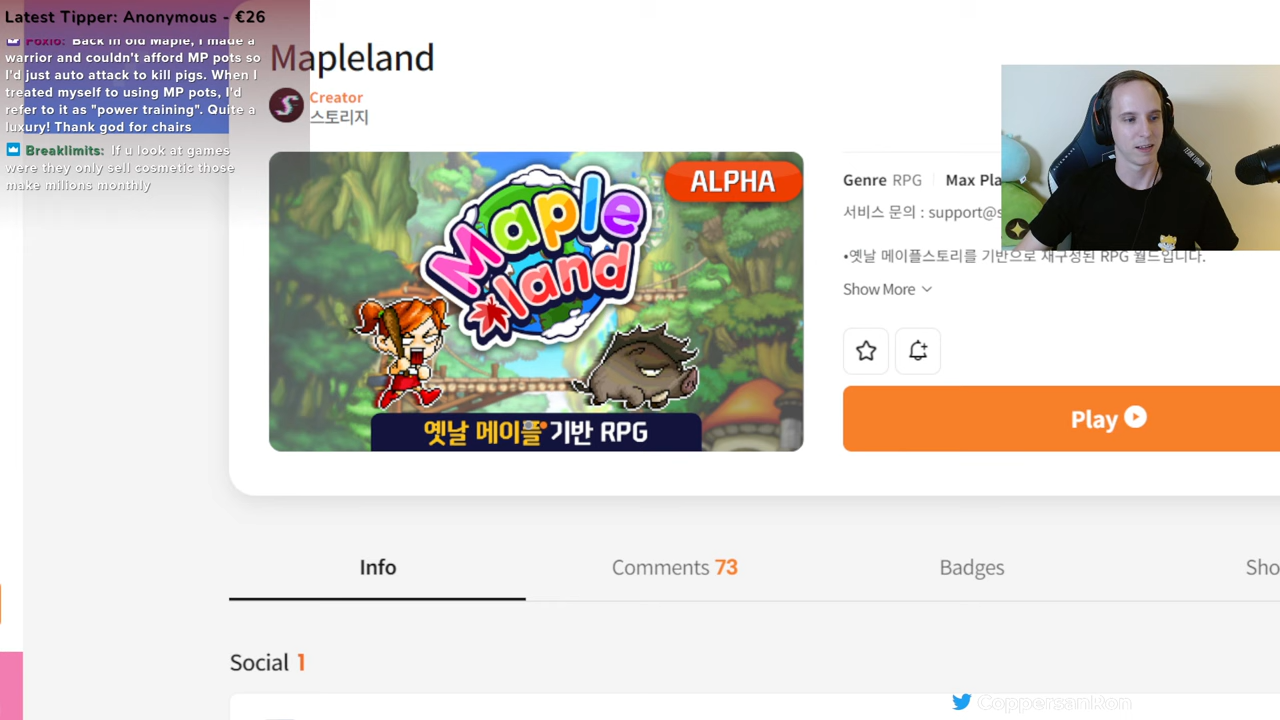 Latest Tipper: Anonymous - €26
Foxio: Back in old Maple, I made a
warrior and couldn't afford MP pots so
I'd just auto attack to kill pigs. When I
treated myself to using MP pots, I'd
refer to it as "power training". Quite a
luxury! Thank god for chairs
Breaklimits: If u look at games
were they only sell cosmetic those
make milions monthly
Mapleland
Creator
스토리지
Maple
land
ALPHA
옛날 메이플 기반 RPG
Genre RPG Max Pla
서비스 문의 : support@s
•옛날 메이플스토리를 기반으로 재구성된 RPG 월드입니다.
Show More
Play
Info Comments 73 Badges Sho
Social 1
CoppersanRon